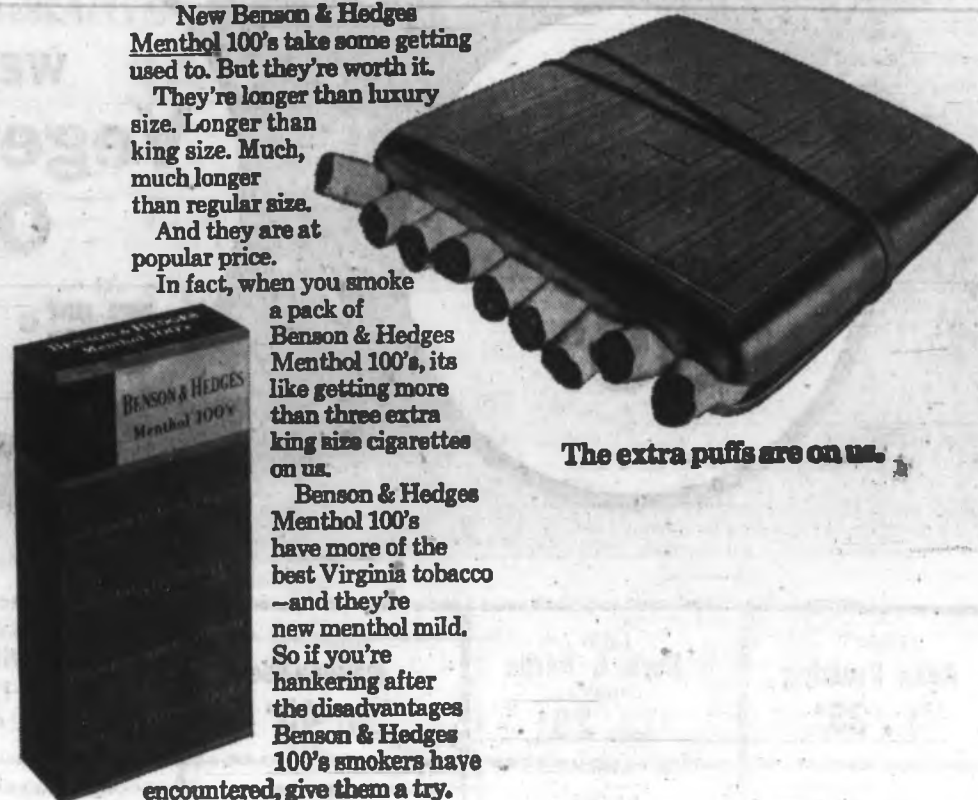 New Benson & Hedges
Menthol 100's take some getting
used to. But they're worth it.
They're longer than luxury
size. Longer than
king size. Much,
much longer
than regular size.
And they are at
popular price.
In fact, when you smoke
a pack of
Benson & Hedges
Menthol 100's, its
like getting more
than three extra
king size cigarettes
on us.
Benson & Hedges
Menthol 100's
have more of the
best Virginia tobacco
–and they're
new menthol mild.
So if you're
hankering after
the disadvantages
Benson & Hedges
100's smokers have
encountered, give them a try.
BENSON & HEDGES
Menthol 100's
BENSON & HEDGES
Menthol 100's
The extra puffs are on us.